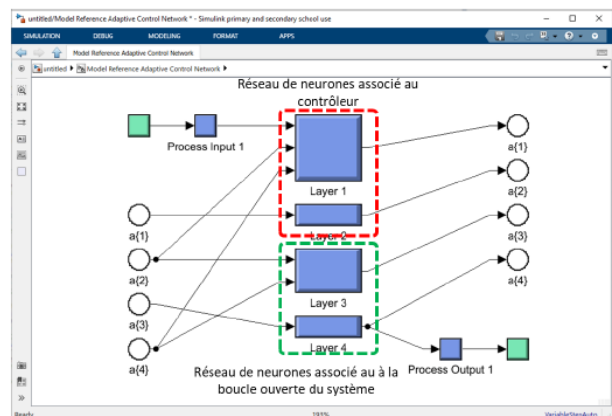 untitled/Model Reference Adaptive Control Network * - Simulink primary and secondary school use
SIMULATION DEBUG MODELING FORMAT APPS
Model Reference Adaptive Control Network
untitled Model Reference Adaptive Control Network
Réseau de neurones associé au
contrôleur
Process Input 1
a{1}
Layer 1
a{2}
a{1}
Layer 2
a{3}
a{2}
Layer 3
a{4}
a{3}
Layer 4
a{4}
Process Output 1
Réseau de neurones associé au à la
boucle ouverte du système
Ready 195% VariableStepAuto